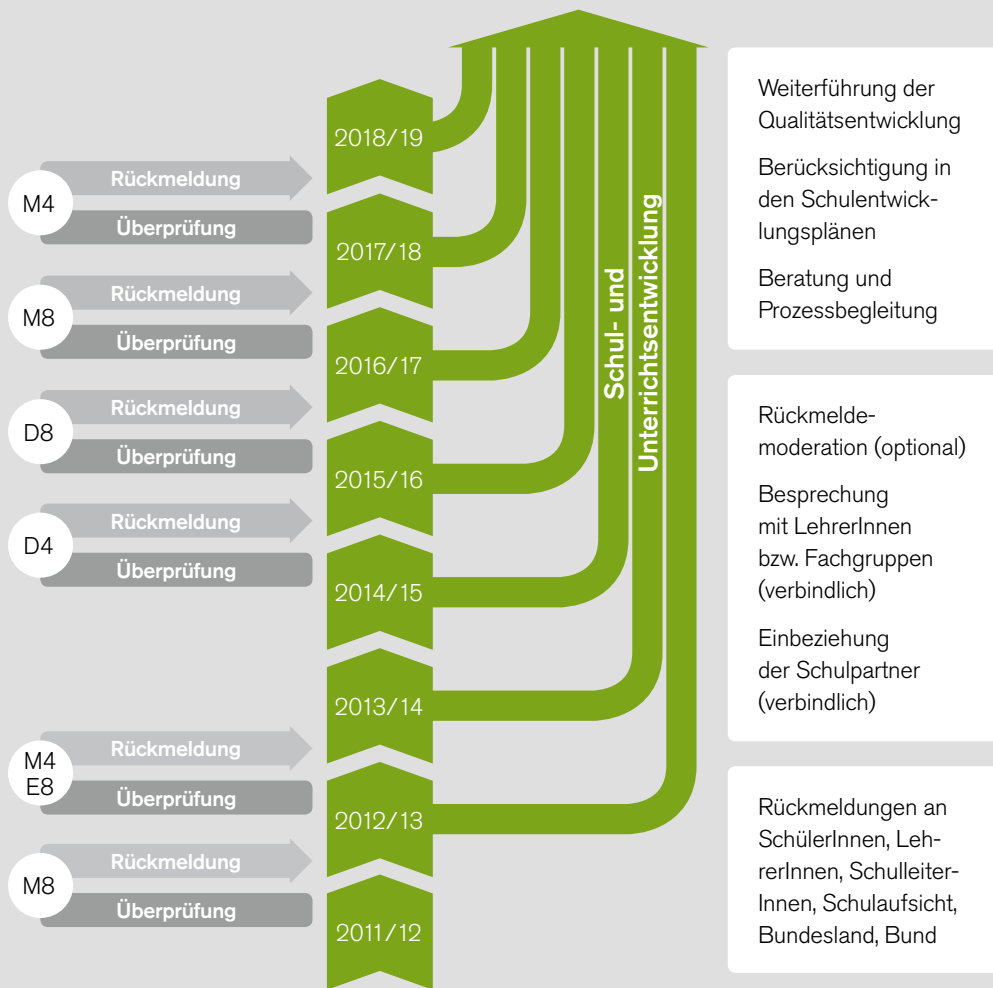 2018/19
Rückmeldung
M4
Überprüfung
2017/18
Rückmeldung
M8
Überprüfung
2016/17
Rückmeldung
D8
Überprüfung
2015/16
Rückmeldung
D4
Überprüfung
2014/15
2013/14
Rückmeldung
M4
E8
Überprüfung
2012/13
Rückmeldung
M8
Überprüfung
2011/12
Schul- und
Unterrichtsentwicklung
Weiterführung der
Qualitätsentwicklung
Berücksichtigung in
den Schulentwick-
lungsplänen
Beratung und
Prozessbegleitung
Rückmelde-
moderation (optional)
Besprechung
mit LehrerInnen
bzw. Fachgruppen
(verbindlich)
Einbeziehung
der Schulpartner
(verbindlich)
Rückmeldungen an
SchülerInnen, Leh-
rerInnen, Schulleiter-
Innen, Schulaufsicht,
Bundesland, Bund